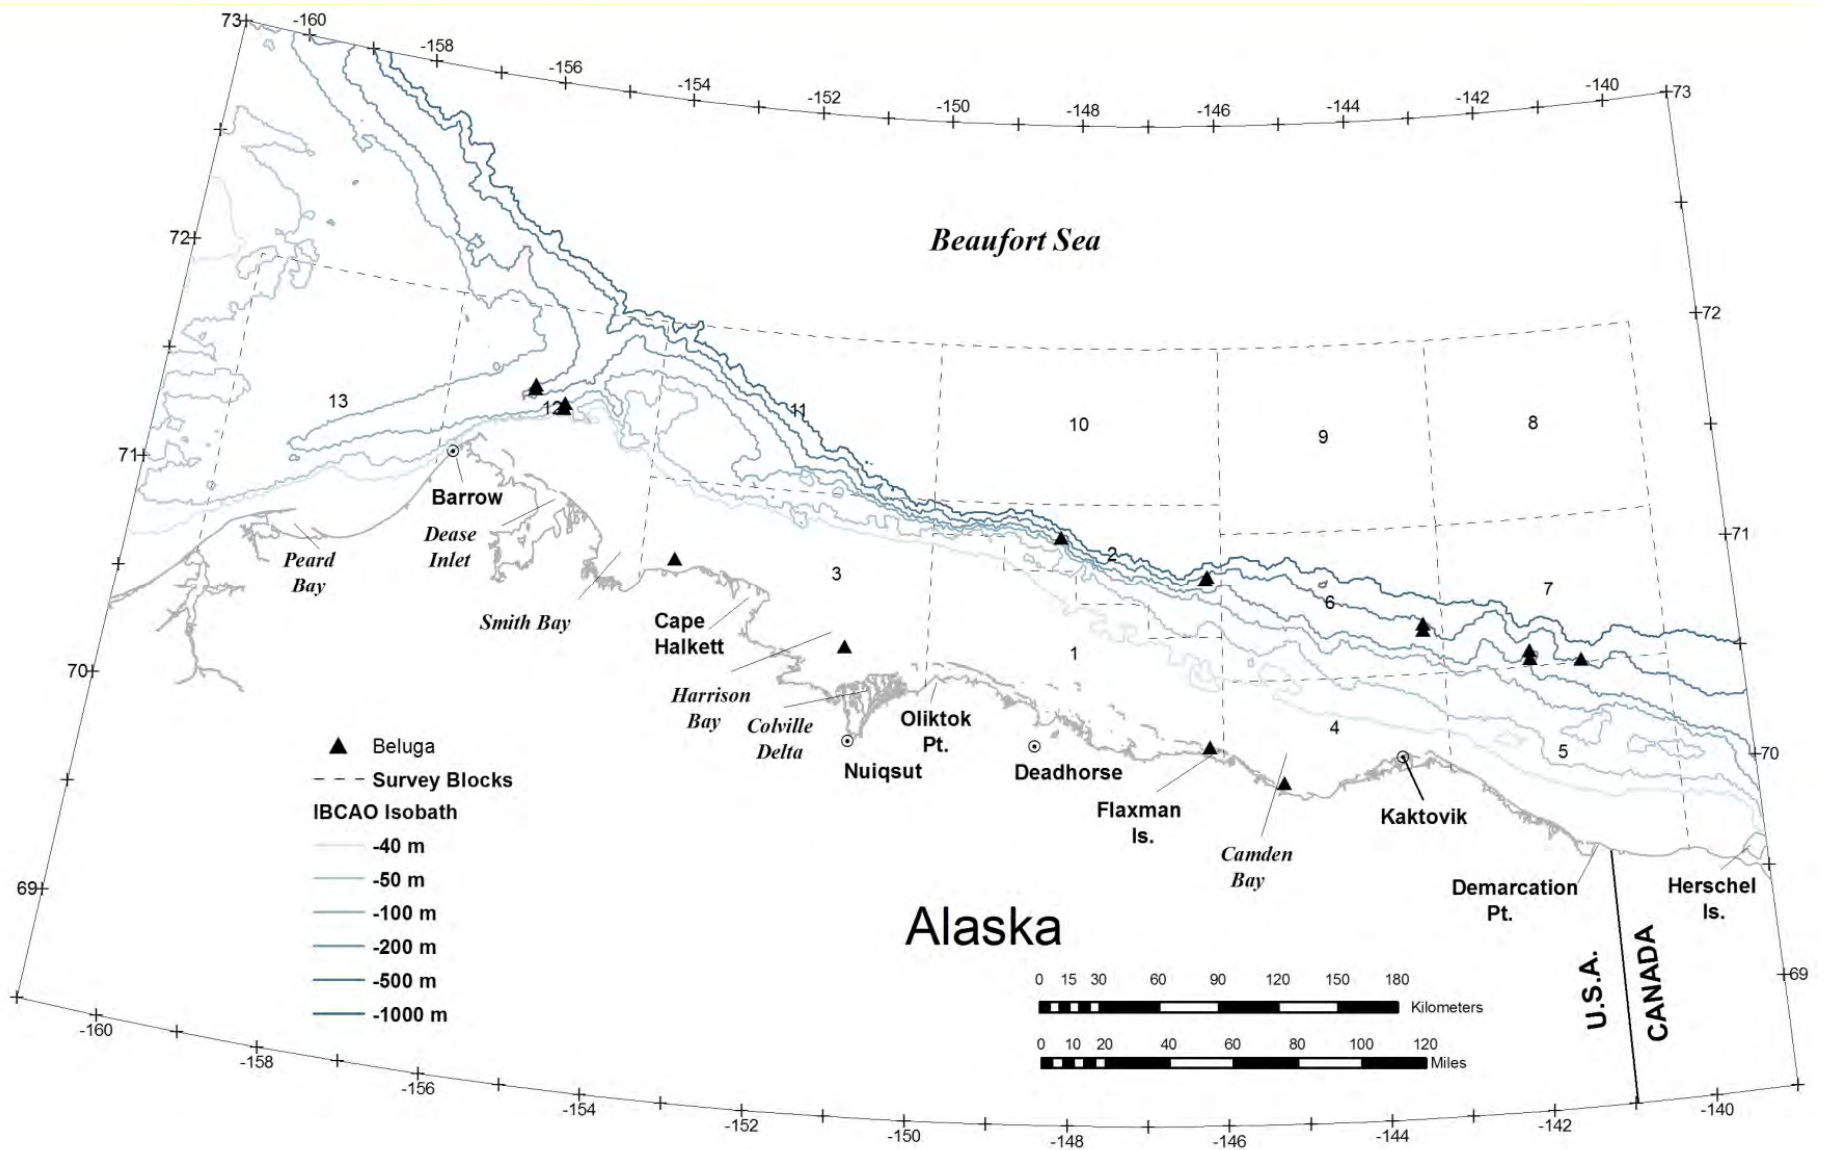 73
-160
-158
-156
-154
-152
-150
-148
-146
-144
-142
-140
73
72
Beaufort Sea
72
13
12
11
10
9
8
71
Barrow
Dease
Inlet
Peard
Bay
Smith Bay
3
2
6
7
71
Cape
Halkett
1
70
Harrison
Bay
Colville
Delta
Oliktok
Pt.
4
5
70
Nuiqsut
Deadhorse
Flaxman
Is.
Kaktovik
Camden
Bay
Demarcation
Pt.
Herschel
Is.
Beluga
Survey Blocks
IBCAO Isobath
-40 m
-50 m
-100 m
-200 m
-500 m
-1000 m
69
Alaska
U.S.A.
CANADA
69
0 15 30 60 90 120 150 180
Kilometers
0 10 20 40 60 80 100 120
Miles
-160
-158
-156
-154
-152
-150
-148
-146
-144
-142
-140